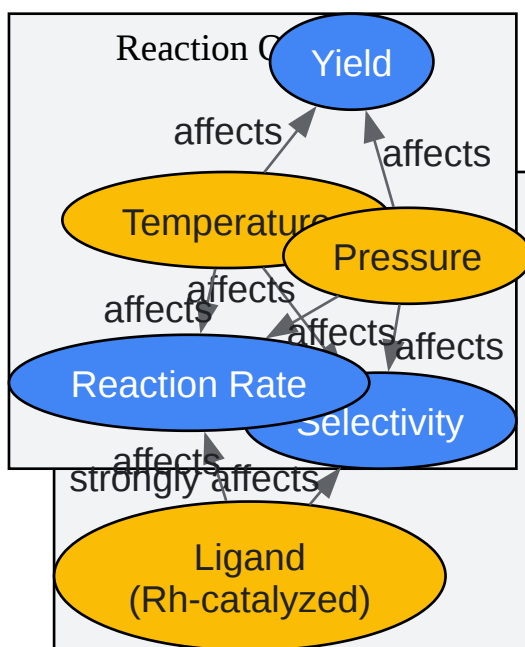 Reaction
Yield
affects
affects
Temperature
Pressure
affects
affects
affects
affects
Reaction Rate
Selectivity
affects
strongly affects
Ligand
(Rh-catalyzed)